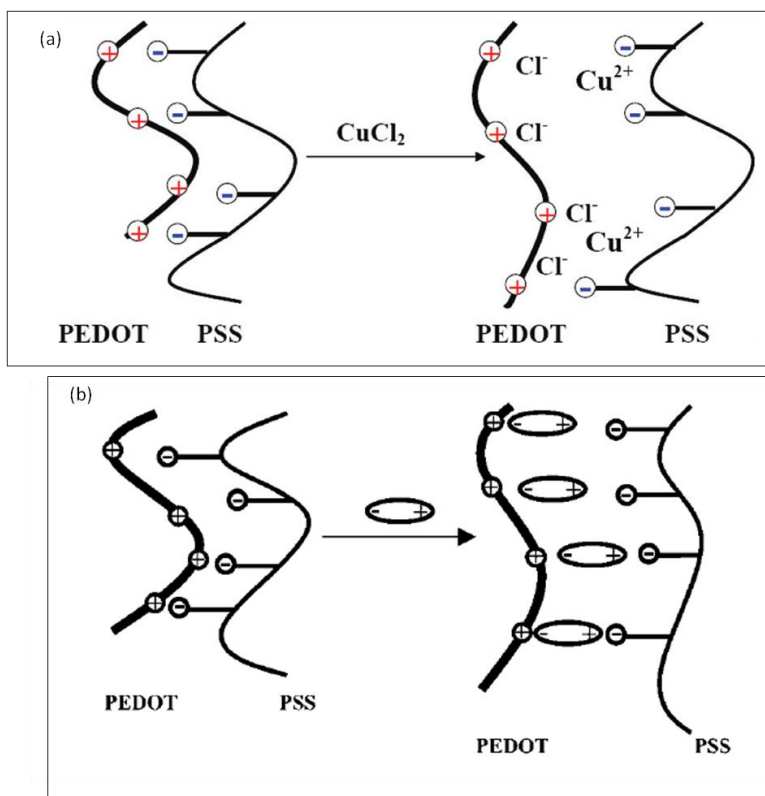 (a)
+ - - + - + + -
CuCl₂
+ Cl⁻ - Cu²⁺ - + Cl⁻ - + Cl⁻ Cu²⁺ Cl⁻ + -
PEDOT PSS PEDOT PSS
(b)
+ - - + - + + -
- +
+ - + - + - + - + - + - + - + -
PEDOT PSS PEDOT PSS